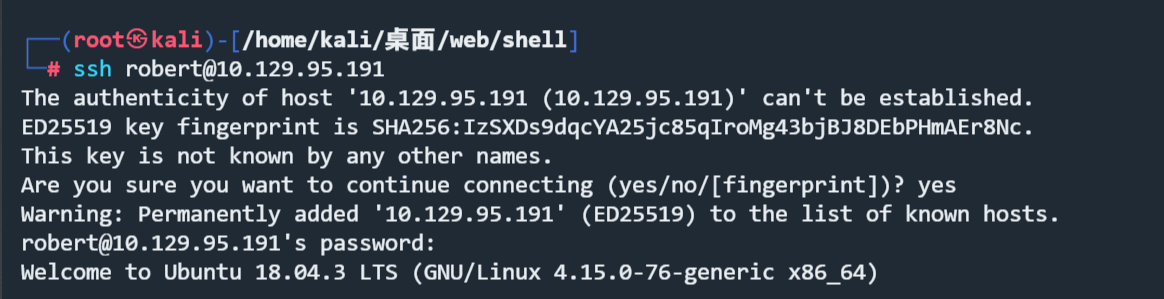 ┌──(root㉿kali)-[/home/kali/桌面/web/shell]
└─# ssh robert@10.129.95.191
The authenticity of host '10.129.95.191 (10.129.95.191)' can't be established.
ED25519 key fingerprint is SHA256:IzSXDs9dqcYA25jc85qIroMg43bjBJ8DEbPHmAEr8Nc.
This key is not known by any other names.
Are you sure you want to continue connecting (yes/no/[fingerprint])? yes
Warning: Permanently added '10.129.95.191' (ED25519) to the list of known hosts.
robert@10.129.95.191's password:
Welcome to Ubuntu 18.04.3 LTS (GNU/Linux 4.15.0-76-generic x86_64)